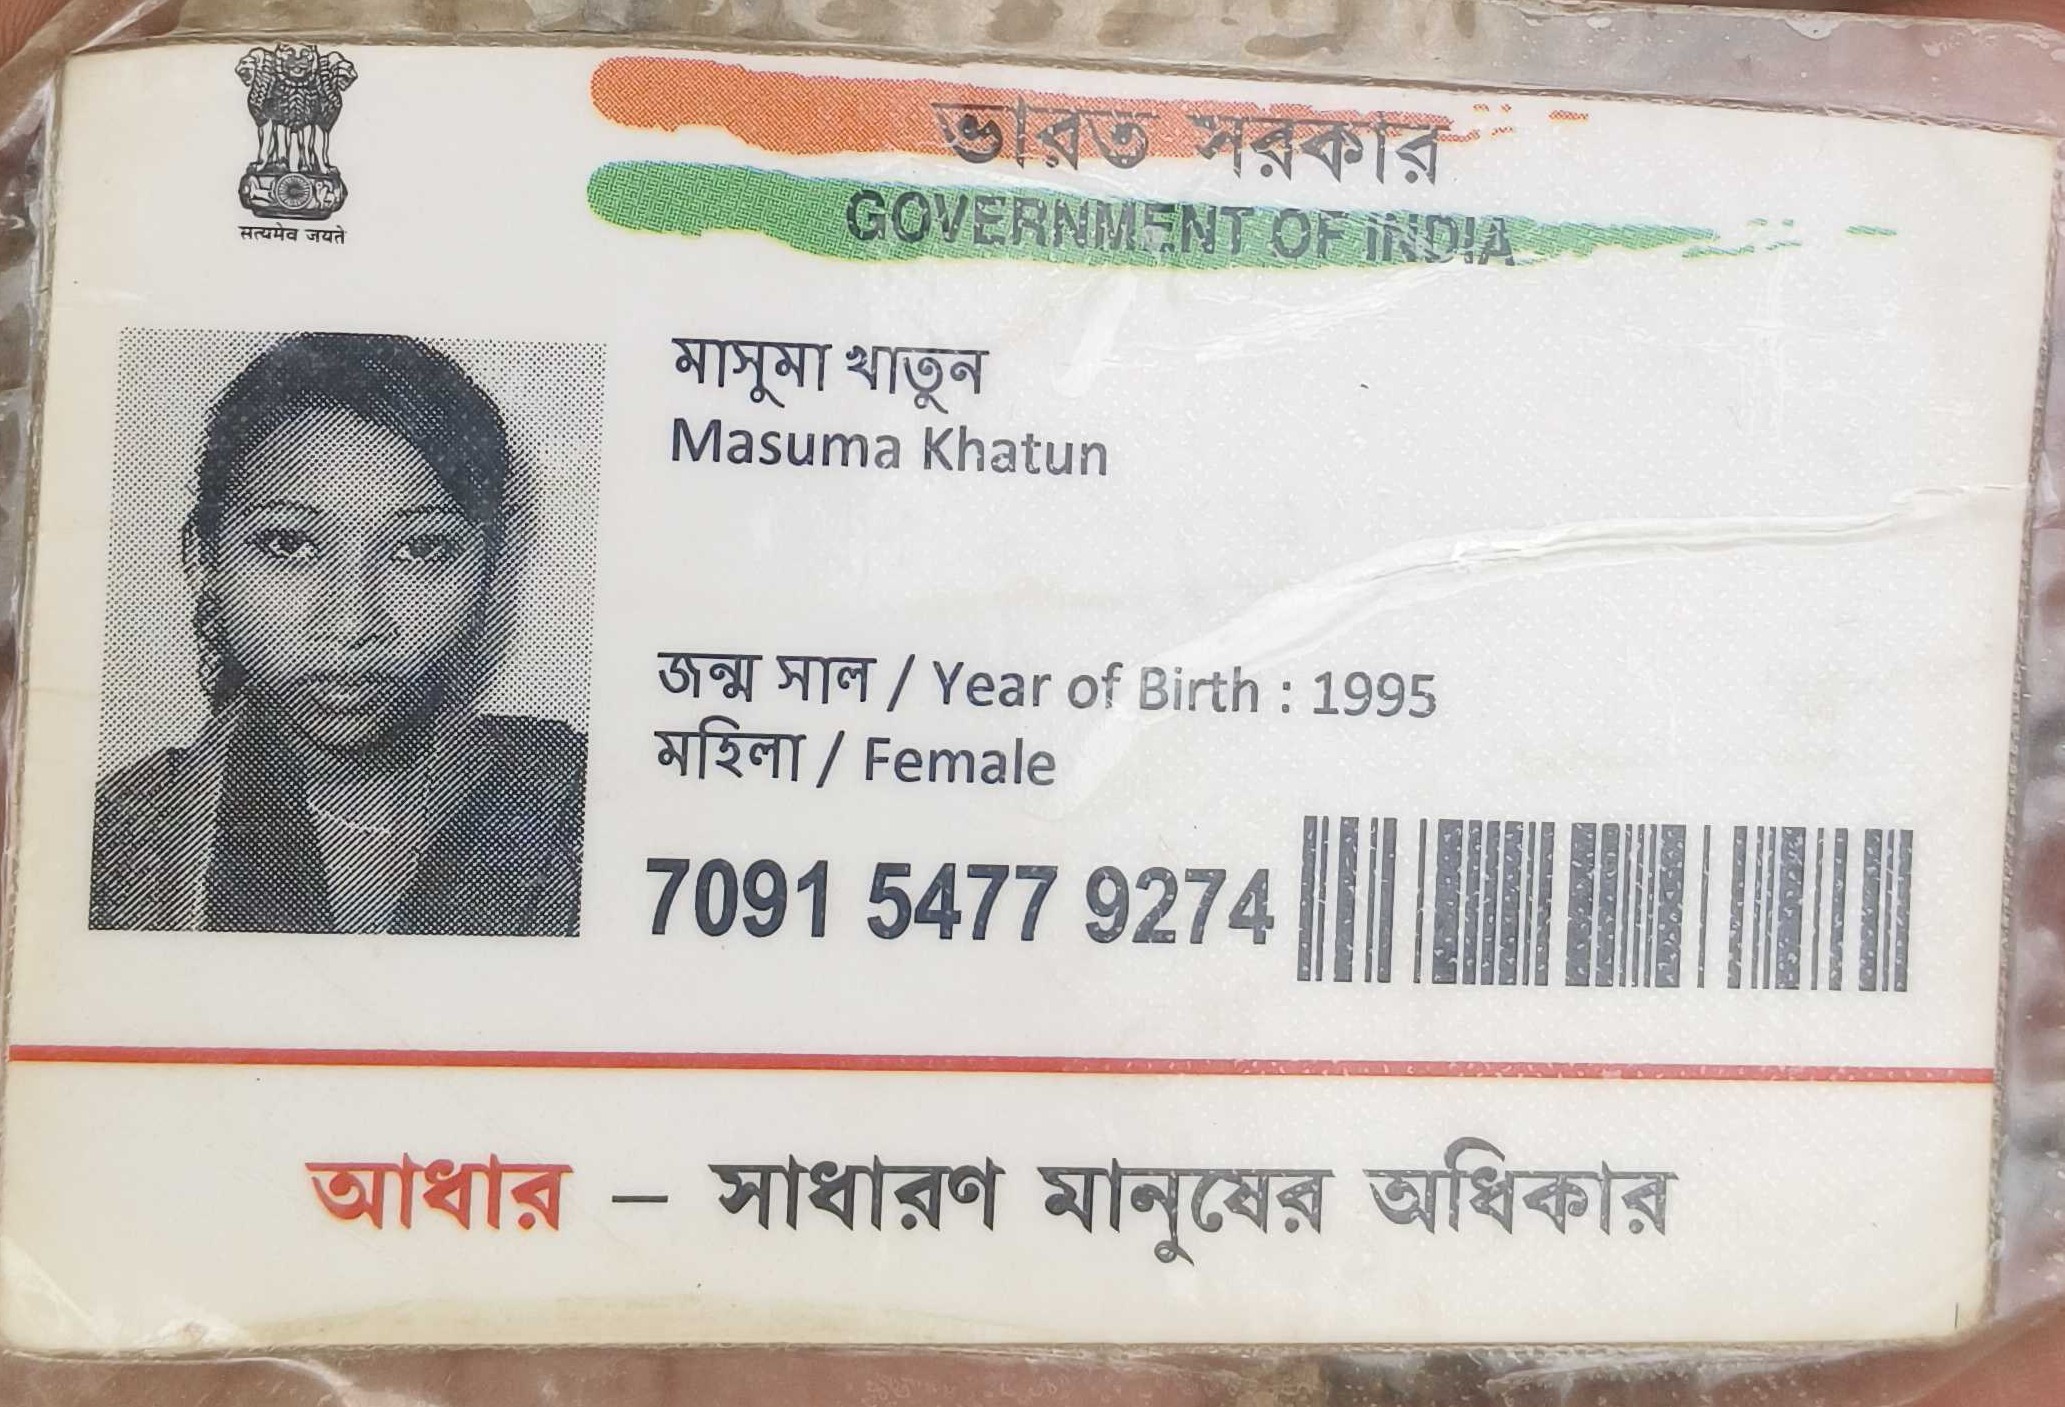 ভারত সরকার
GOVERNMENT OF INDIA
सत्यमेव जयते
মাসুমা খাতুন
Masuma Khatun
জন্ম সাল / Year of Birth : 1995
মহিলা / Female
7091 5477 9274
আধার – সাধারণ মানুষের অধিকার